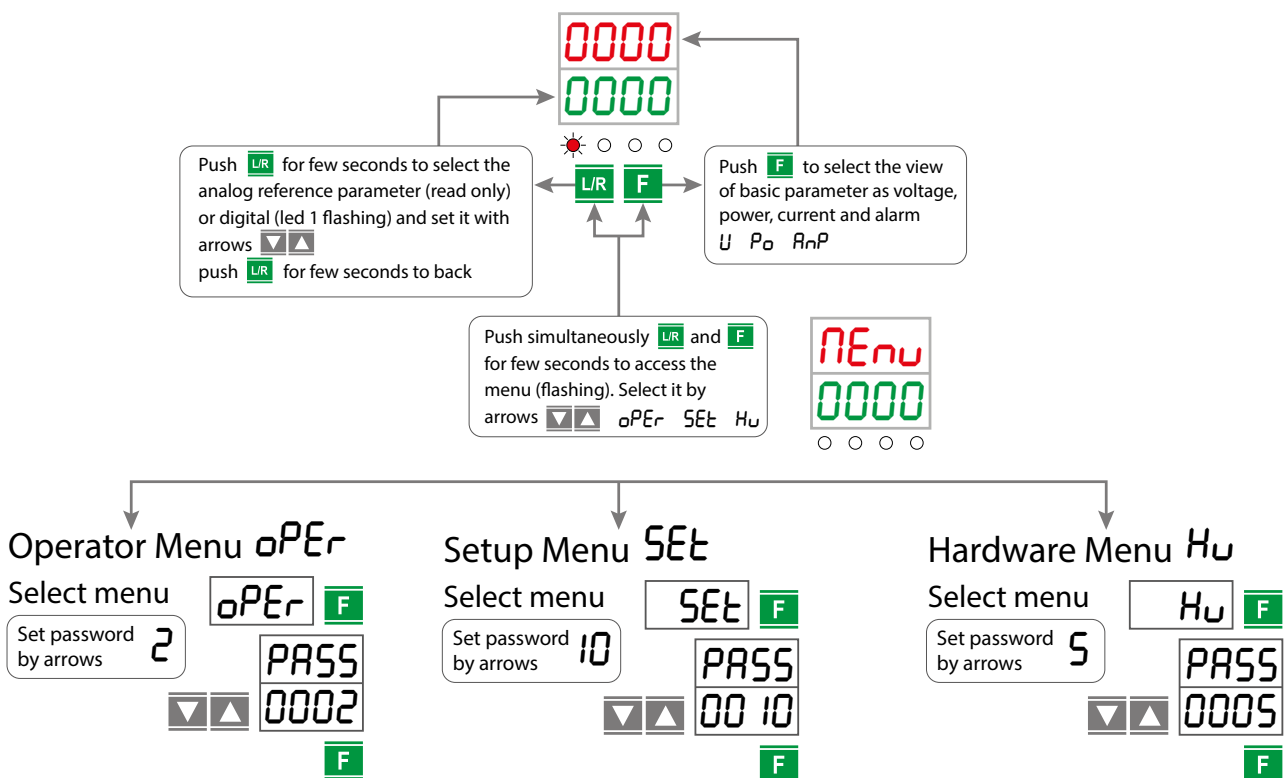 0000
0000
Push L/R for few seconds to select the
analog reference parameter (read only)
or digital (led 1 flashing) and set it with
arrows
push L/R for few seconds to back
L/R F
Push F to select the view
of basic parameter as voltage,
power, current and alarm
U Po AnP
Push simultaneously L/R and F
for few seconds to access the
menu (flashing). Select it by
arrows oPEr SEt Hu
MEnu
0000
Operator Menu oPEr
Select menu
oPEr F
Set password 2
by arrows
PASS
0002
F
Setup Menu SEt
Select menu
SEt F
Set password 10
by arrows
PASS
0010
F
Hardware Menu Hu
Select menu
Hu F
Set password 5
by arrows
PASS
0005
F